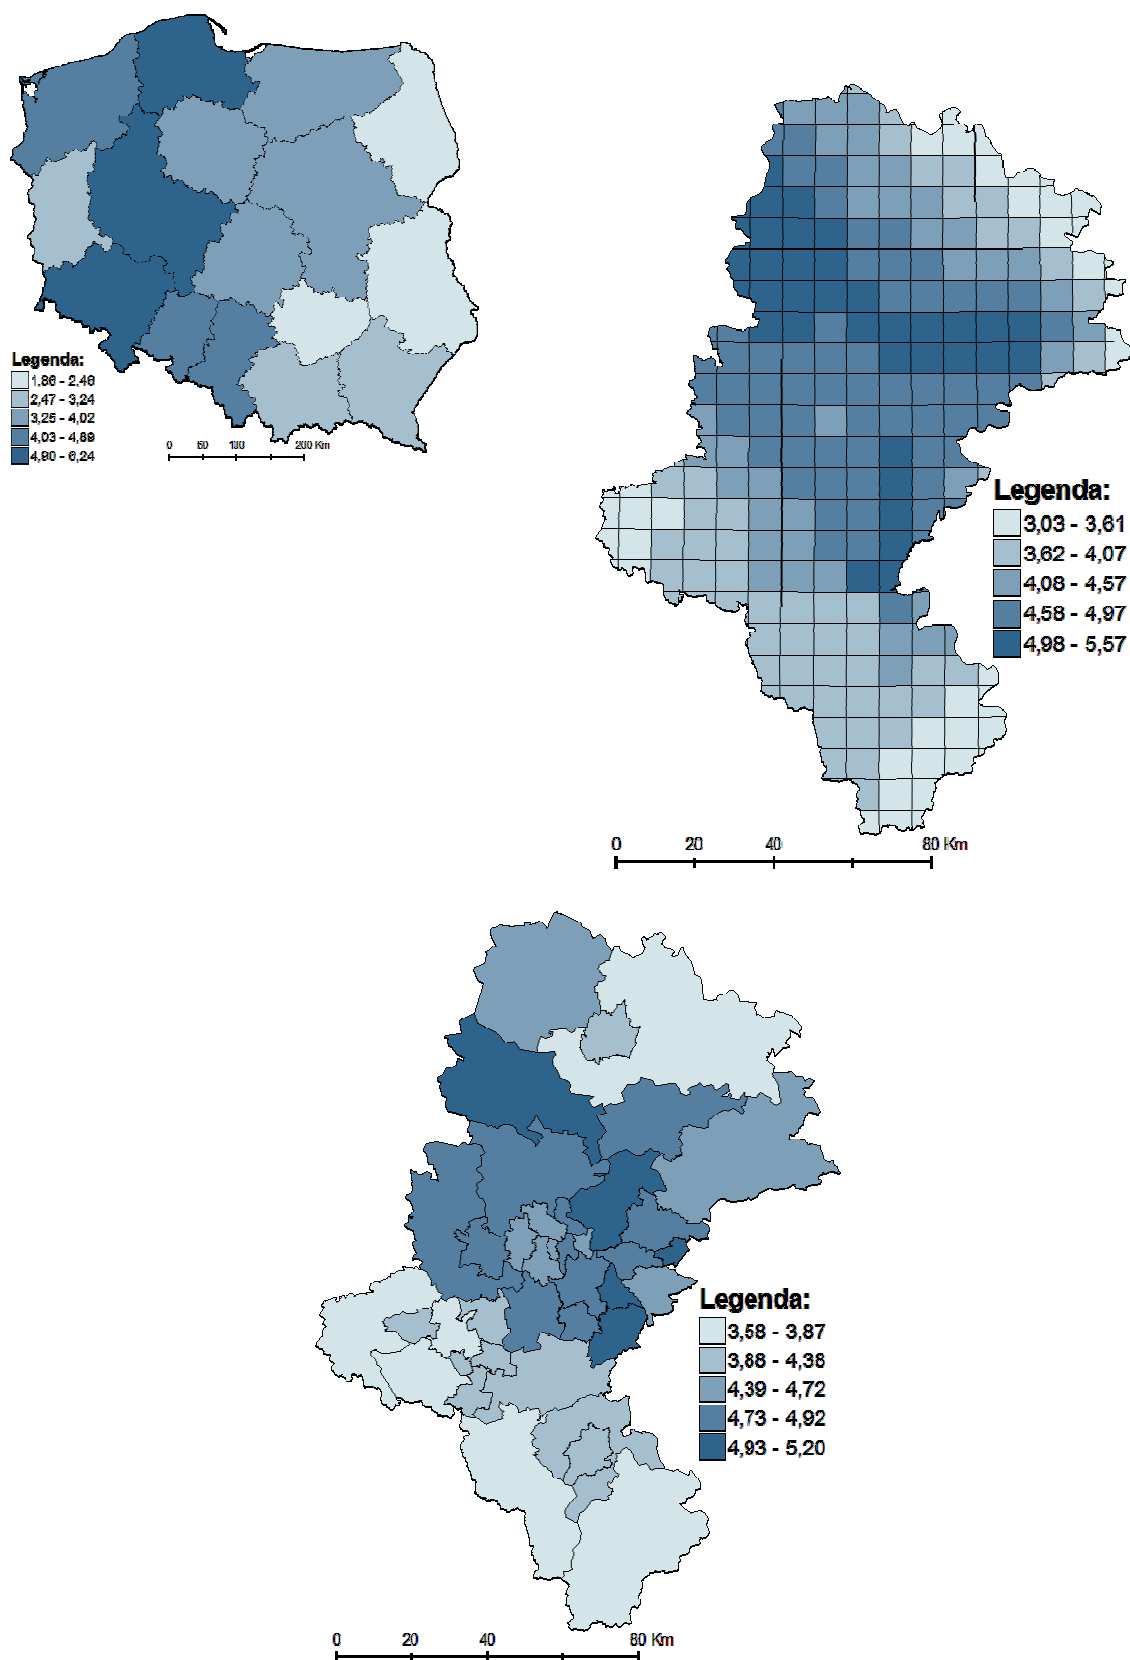 Legenda:
1,86 - 2,46
2,47 - 3,24
3,25 - 4,02
4,03 - 4,89
4,90 - 6,24
0 50 100 200 Km
Legenda:
3,03 - 3,61
3,62 - 4,07
4,08 - 4,57
4,58 - 4,97
4,98 - 5,57
0 20 40 80 Km
Legenda:
3,58 - 3,87
3,88 - 4,38
4,39 - 4,72
4,73 - 4,92
4,93 - 5,20
0 20 40 80 Km